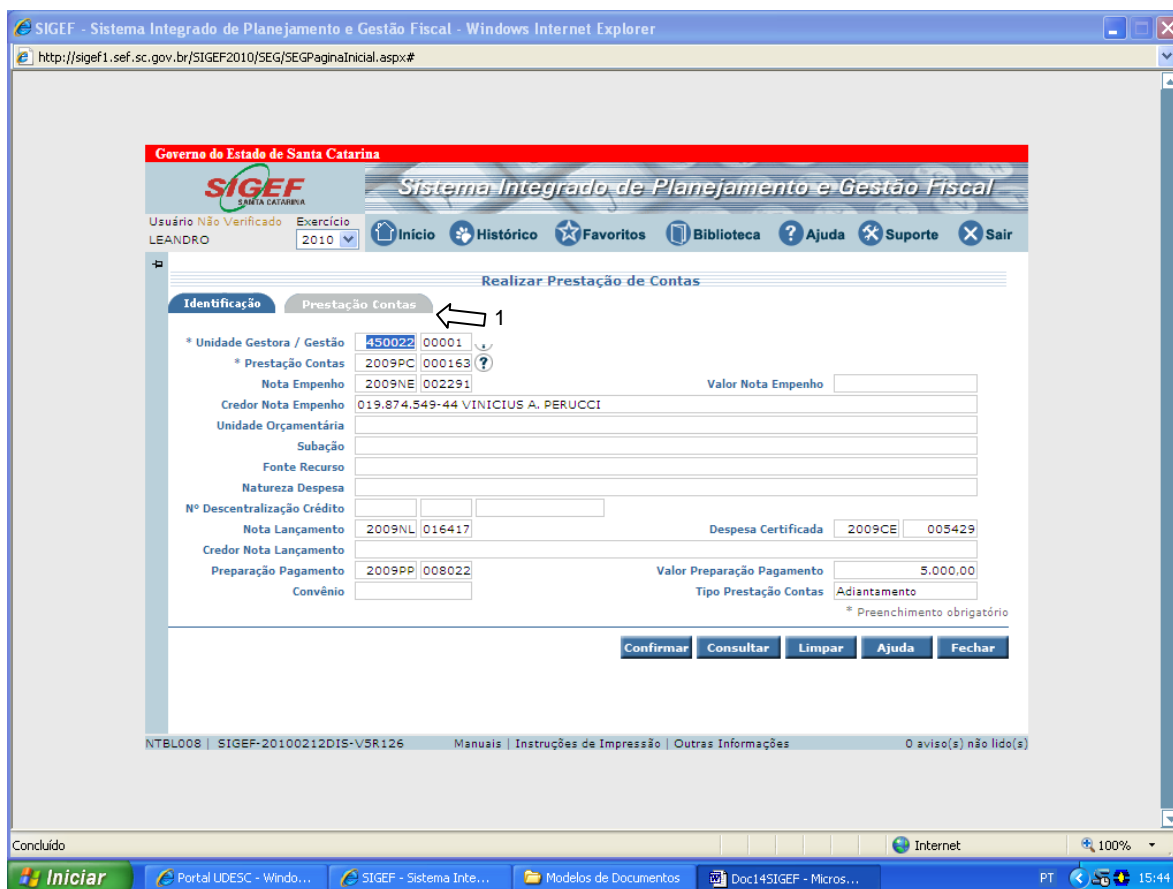 SIGEF - Sistema Integrado de Planejamento e Gestão Fiscal - Windows Internet Explorer
http://sigef1.sef.sc.gov.br/SIGEF2010/SEG/SEGPaginaInicial.aspx#
Governo do Estado de Santa Catarina
SIGEF
SANTA CATARINA
Sistema Integrado de Planejamento e Gestão Fiscal
Usuário Não Verificado Exercício
LEANDRO 2010 Início Histórico Favoritos Biblioteca ? Ajuda Suporte Sair
Realizar Prestação de Contas
Identificação Prestação Contas
1
* Unidade Gestora / Gestão 450022 00001
* Prestação Contas 2009PC 000163 ?
Nota Empenho 2009NE 002291 Valor Nota Empenho
Credor Nota Empenho 019.874.549-44 VINICIUS A. PERUCCI
Unidade Orçamentária
Subação
Fonte Recurso
Natureza Despesa
Nº Descentralização Crédito
Nota Lançamento 2009NL 016417 Despesa Certificada 2009CE 005429
Credor Nota Lançamento
Preparação Pagamento 2009PP 008022 Valor Preparação Pagamento 5.000,00
Convênio Tipo Prestação Contas Adiantamento
* Preenchimento obrigatório
Confirmar Consultar Limpar Ajuda Fechar
NTBL008 | SIGEF-20100212DIS-V5R126 Manuais | Instruções de Impressão | Outras Informações 0 aviso(s) não lido(s)
Concluído Internet 100%
Iniciar Portal UDESC - Windo... SIGEF - Sistema Inte... Modelos de Documentos Doc14SIGEF - Micros... PT 15:44